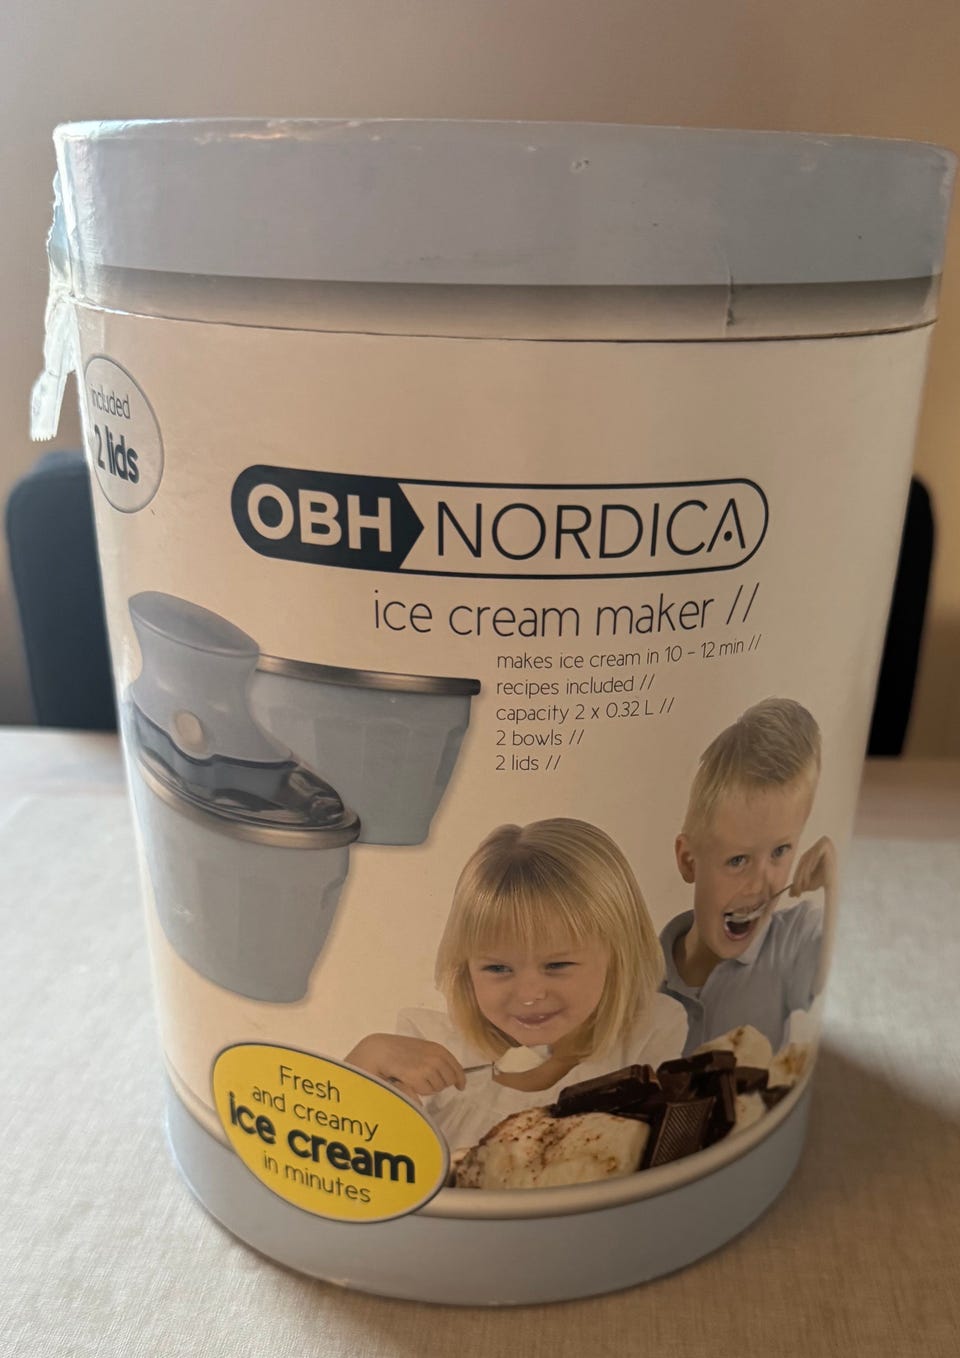 included
2 lids
OBH NORDICA
ice cream maker //
makes ice cream in 10 - 12 min //
recipes included //
capacity 2 x 0.32 L //
2 bowls //
2 lids //
Fresh
and creamy
ice cream
in minutes